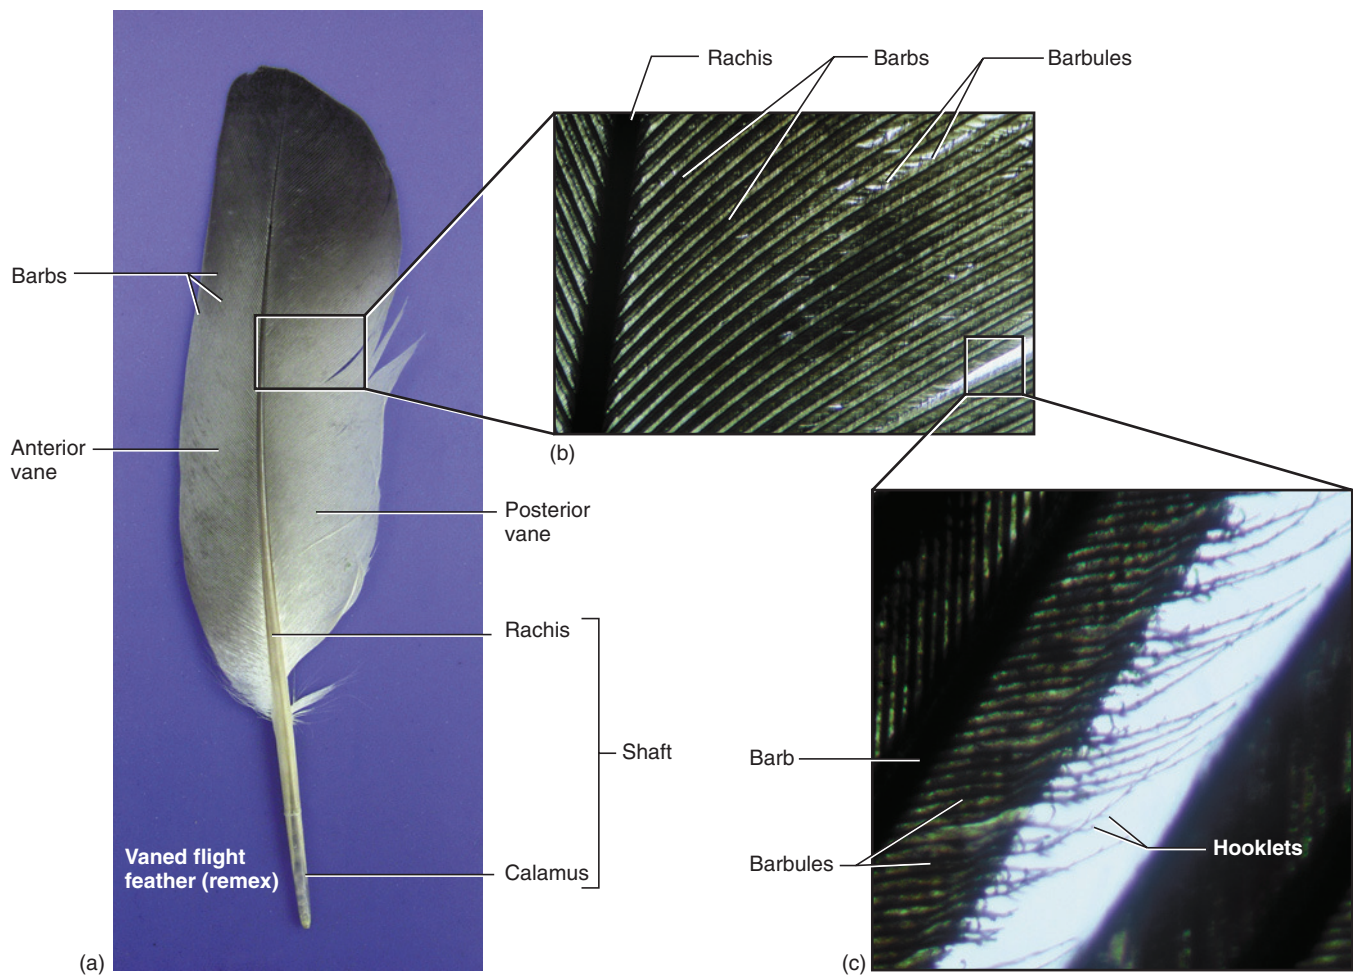 Barbs
Anterior
vane
Posterior
vane
Rachis
Shaft
Calamus
Vaned flight
feather (remex)
(a)
Rachis
Barbs
Barbules
(b)
Barb
Barbules
Hooklets
(c)